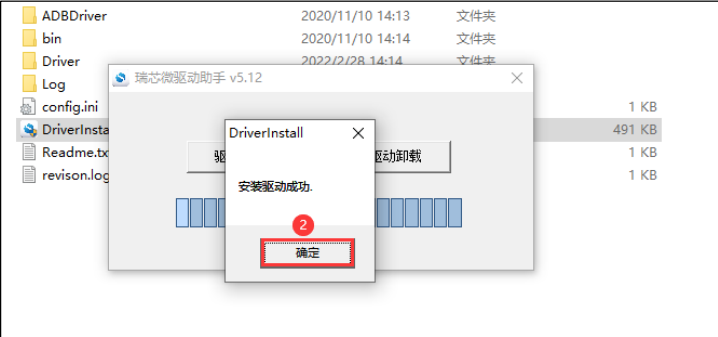 ADBDriver 2020/11/10 14:13 文件夹
bin 2020/11/10 14:14 文件夹
Driver 2022/2/28 14:14 文件夹
Log
瑞芯微驱动助手 v5.12
config.ini 1 KB
DriverInsta 491 KB
DriverInstall
Readme.tx 1 KB
驱动卸载
revison.log 1 KB
安装驱动成功.
2
确定